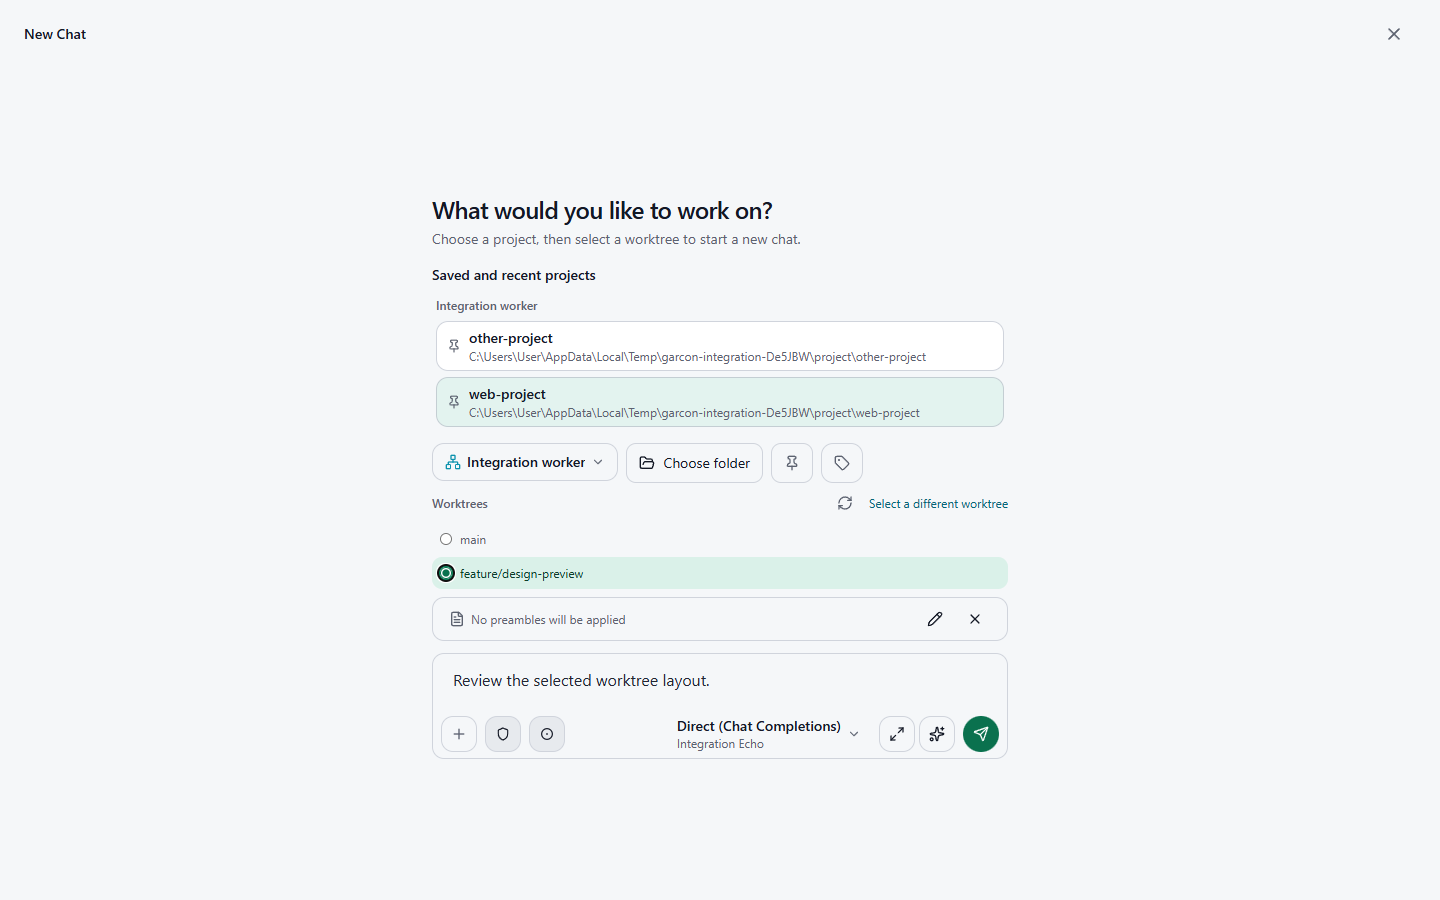 New Chat
What would you like to work on?
Choose a project, then select a worktree to start a new chat.
Saved and recent projects
Integration worker
other-project
C:\Users\User\AppData\Local\Temp\garcon-integration-De5JBW\project\other-project
web-project
C:\Users\User\AppData\Local\Temp\garcon-integration-De5JBW\project\web-project
Integration worker
Choose folder
Worktrees
Select a different worktree
main
feature/design-preview
No preambles will be applied
Review the selected worktree layout.
Direct (Chat Completions)
Integration Echo